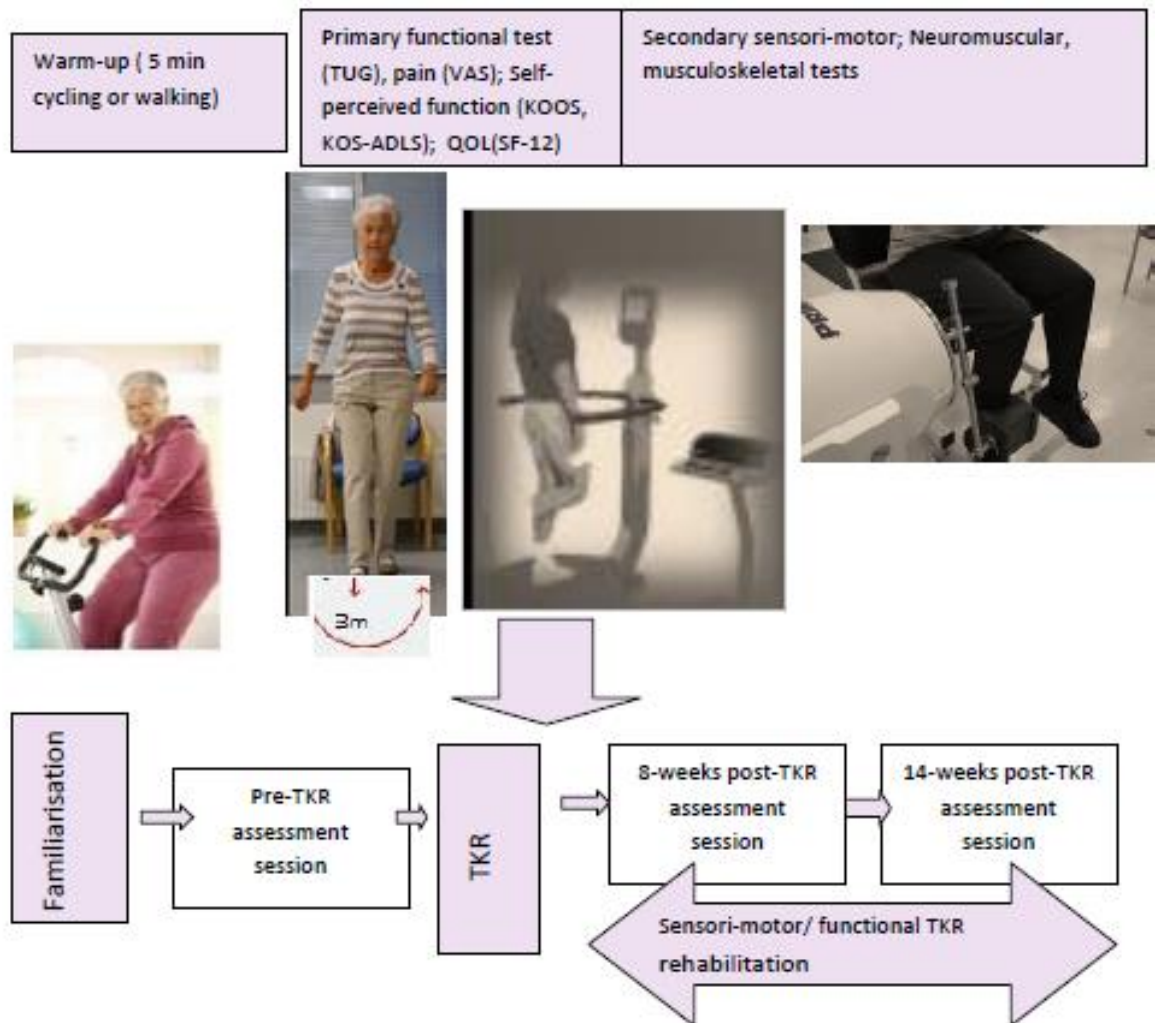 Warm-up ( 5 min
cycling or walking)
Primary functional test
(TUG), pain (VAS); Self-
perceived function (KOOS,
KOS-ADLS);  QOL(SF-12)
Secondary sensori-motor; Neuromuscular,
musculoskeletal tests
3m
Familiarisation
Pre-TKR
assessment
session
TKR
8-weeks post-TKR
assessment
session
14-weeks post-TKR
assessment
session
Sensori-motor/ functional TKR
rehabilitation